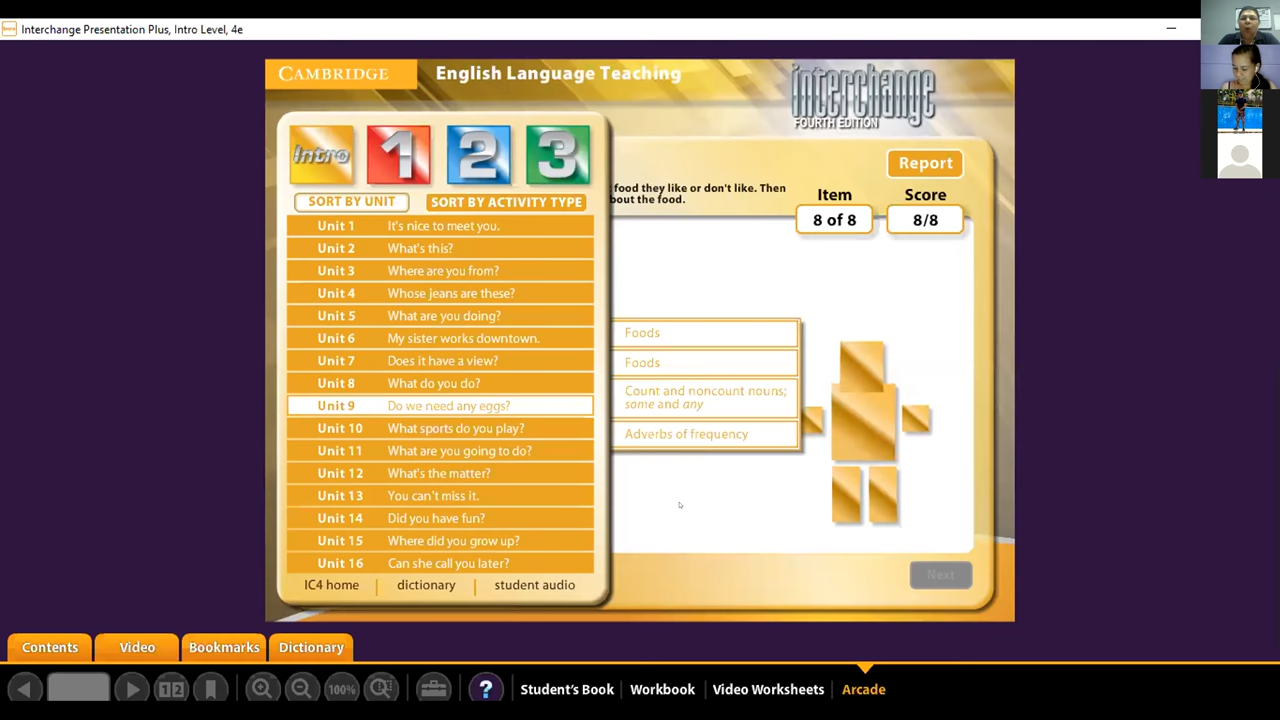 Interchange Presentation Plus, Intro Level, 4e
CAMBRIDGE
English Language Teaching
interchange
FOURTH EDITION
Intro
1
2
3
Report
food they like or don't like. Then
bout the food.
Item
Score
8 of 8
8/8
SORT BY UNIT
SORT BY ACTIVITY TYPE
Unit 1 It's nice to meet you.
Unit 2 What's this?
Unit 3 Where are you from?
Unit 4 Whose jeans are these?
Unit 5 What are you doing?
Unit 6 My sister works downtown.
Unit 7 Does it have a view?
Unit 8 What do you do?
Unit 9 Do we need any eggs?
Unit 10 What sports do you play?
Unit 11 What are you going to do?
Unit 12 What's the matter?
Unit 13 You can't miss it.
Unit 14 Did you have fun?
Unit 15 Where did you grow up?
Unit 16 Can she call you later?
Foods
Foods
Count and noncount nouns;
some and any
Adverbs of frequency
IC4 home
dictionary
student audio
Next
Contents
Video
Bookmarks
Dictionary
12
100%
?
Student's Book
Workbook
Video Worksheets
Arcade